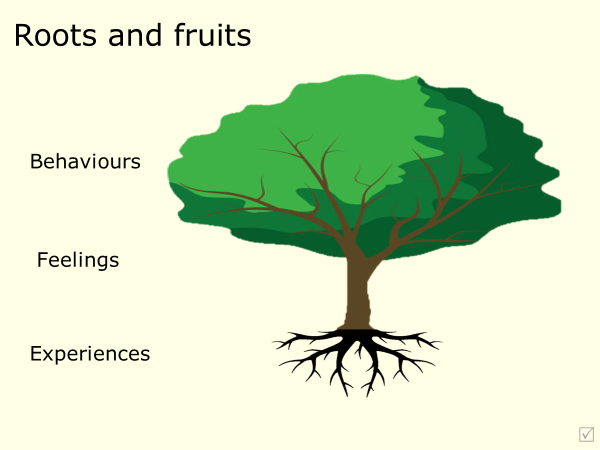 Roots and fruits
Behaviours
Feelings
Experiences